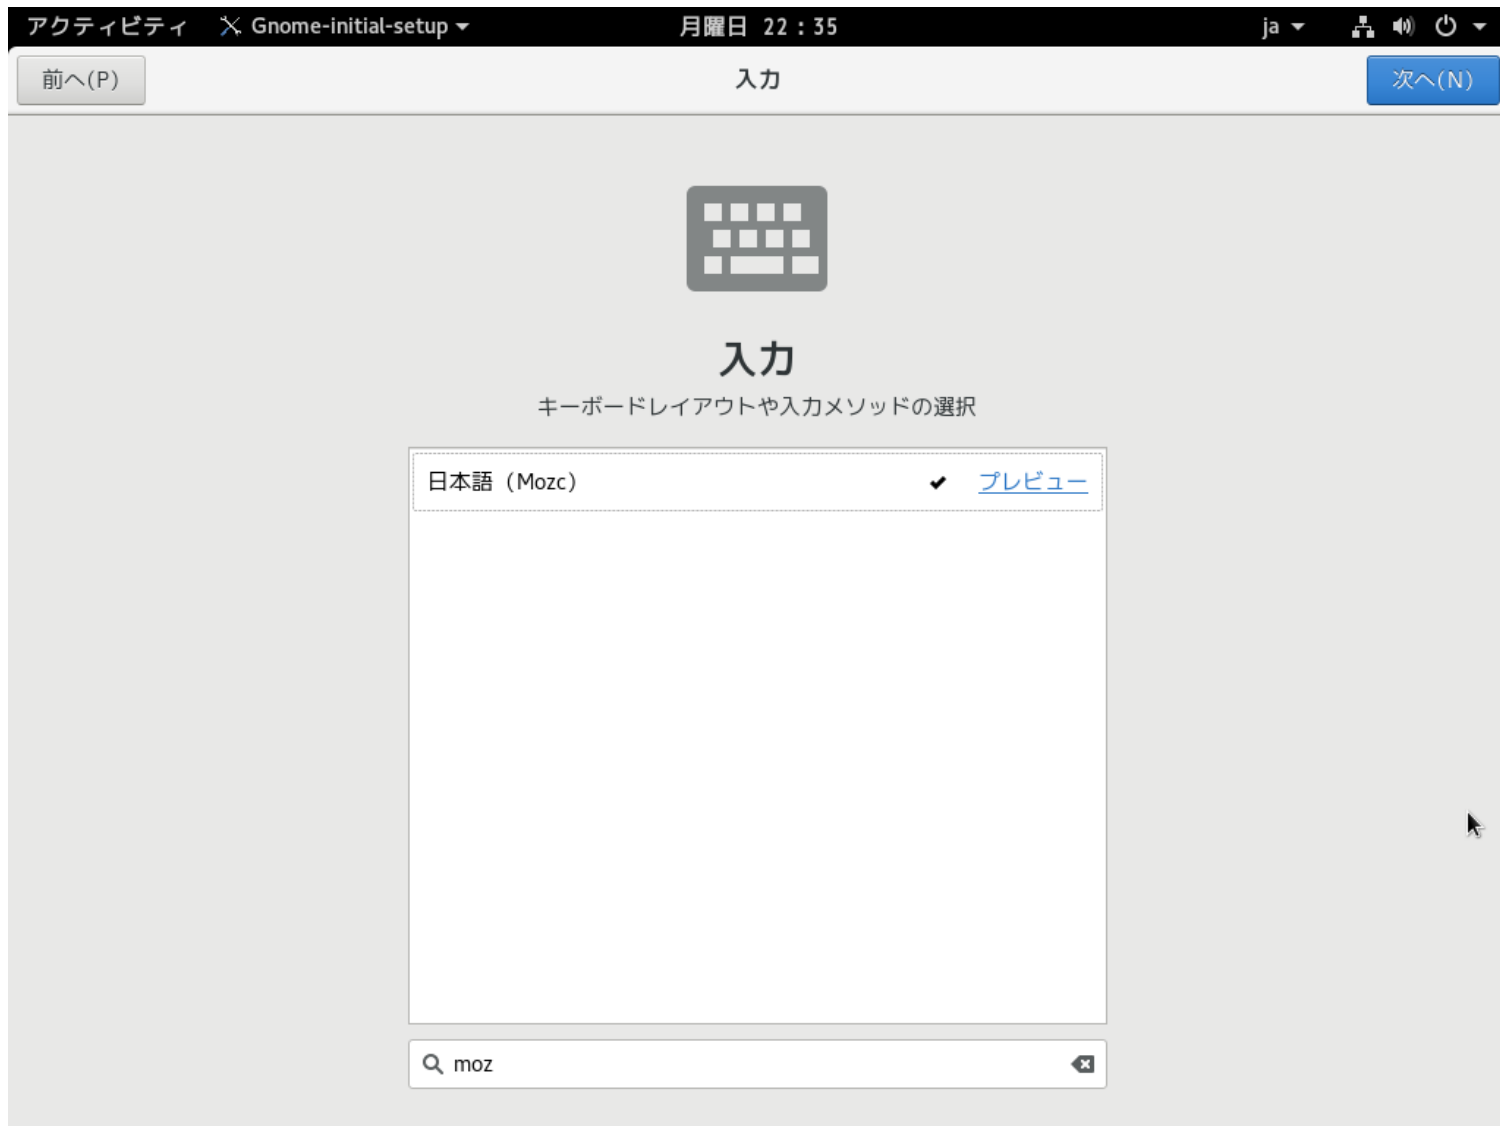 アクティビティ Gnome-initial-setup 月曜日 22：35 ja
前へ(P) 入力 次へ(N)
入力
キーボードレイアウトや入力メソッドの選択
日本語（Mozc） プレビュー
moz